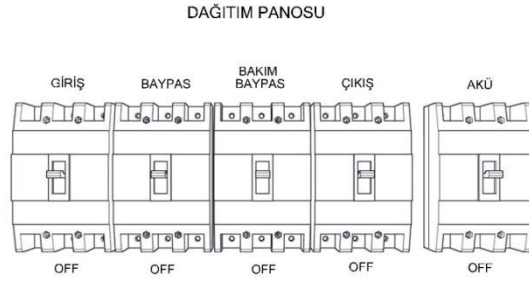 DAĞITIM PANOSU
GİRİŞ
BAYPAS
BAKIM
BAYPAS
ÇIKIŞ
AKÜ
OFF
OFF
OFF
OFF
OFF